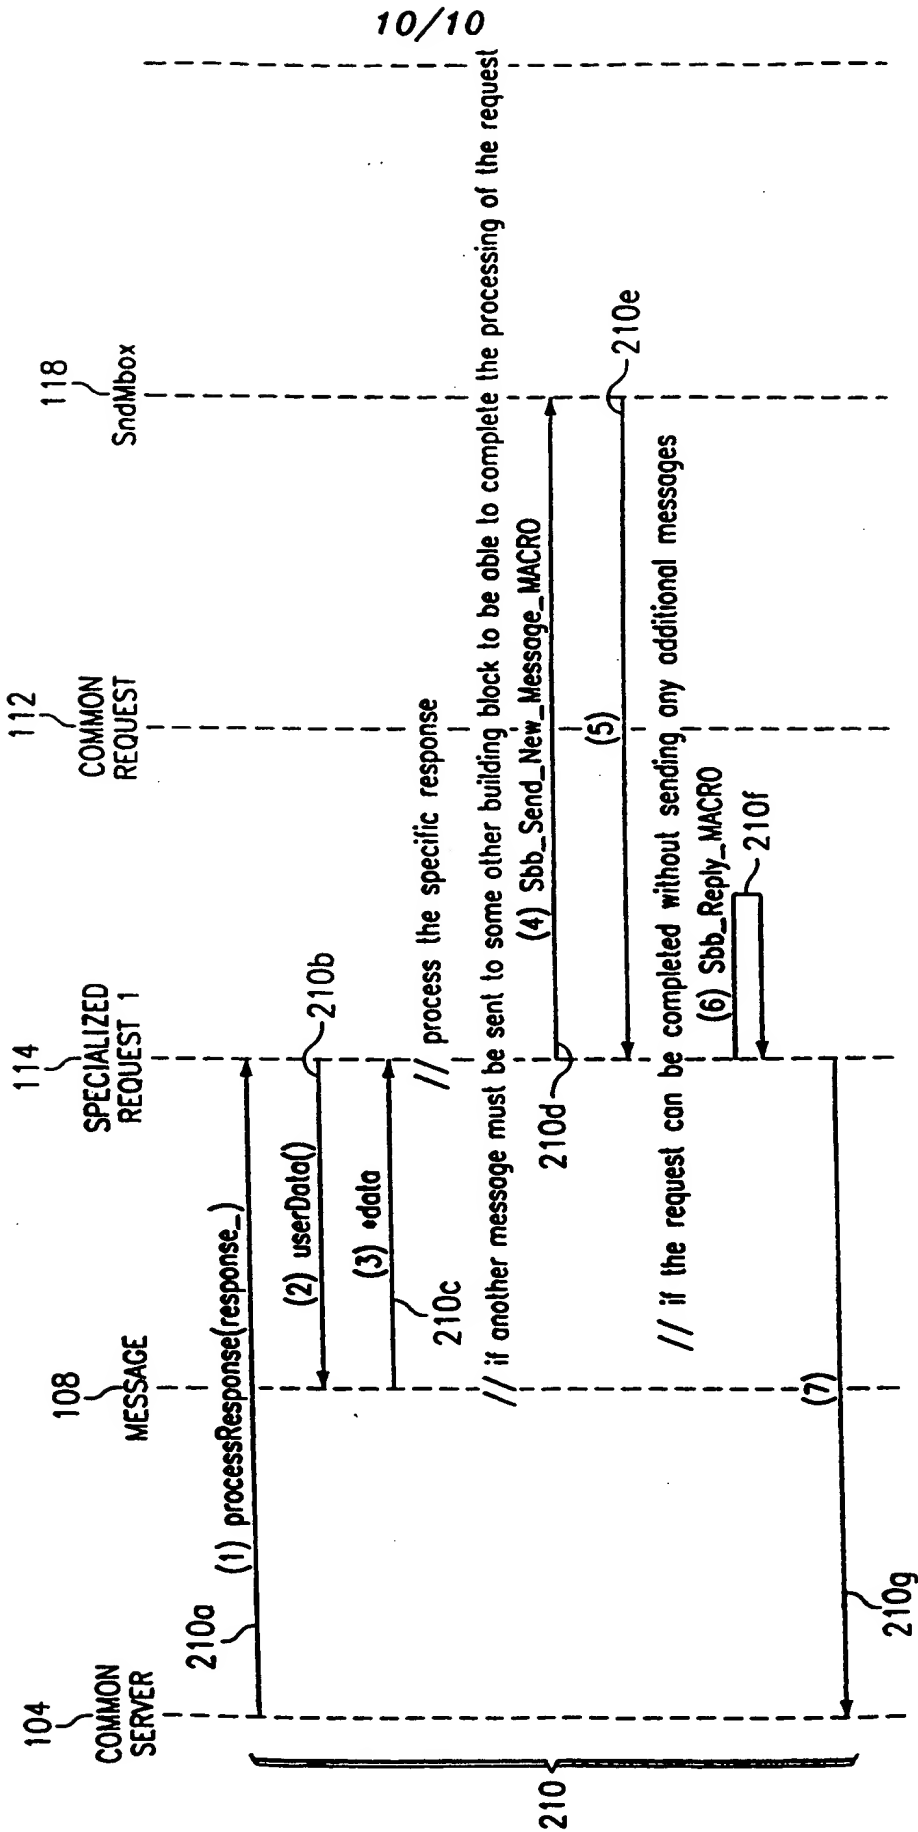 10/10
104
COMMON
SERVER
108
MESSAGE
114
SPECIALIZED
REQUEST 1
112
COMMON
REQUEST
118
SndMbox
210a
(1) processResponse(response_)
(2) userData()
210b
(3) *data
210c
// process the specific response
// if another message must be sent to some other building block to be able to complete the processing of the request
(4) Sbb_Send_New_Message_MACRO
210d
(5)
210e
// if the request can be completed without sending any additional messages
(6) Sbb_Reply_MACRO
210f
(7)
210g
210